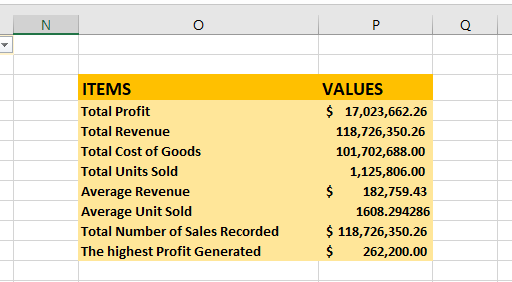 N O P Q
ITEMS VALUES
Total Profit $ 17,023,662.26
Total Revenue 118,726,350.26
Total Cost of Goods 101,702,688.00
Total Units Sold 1,125,806.00
Average Revenue $ 182,759.43
Average Unit Sold 1608.294286
Total Number of Sales Recorded $ 118,726,350.26
The highest Profit Generated $ 262,200.00